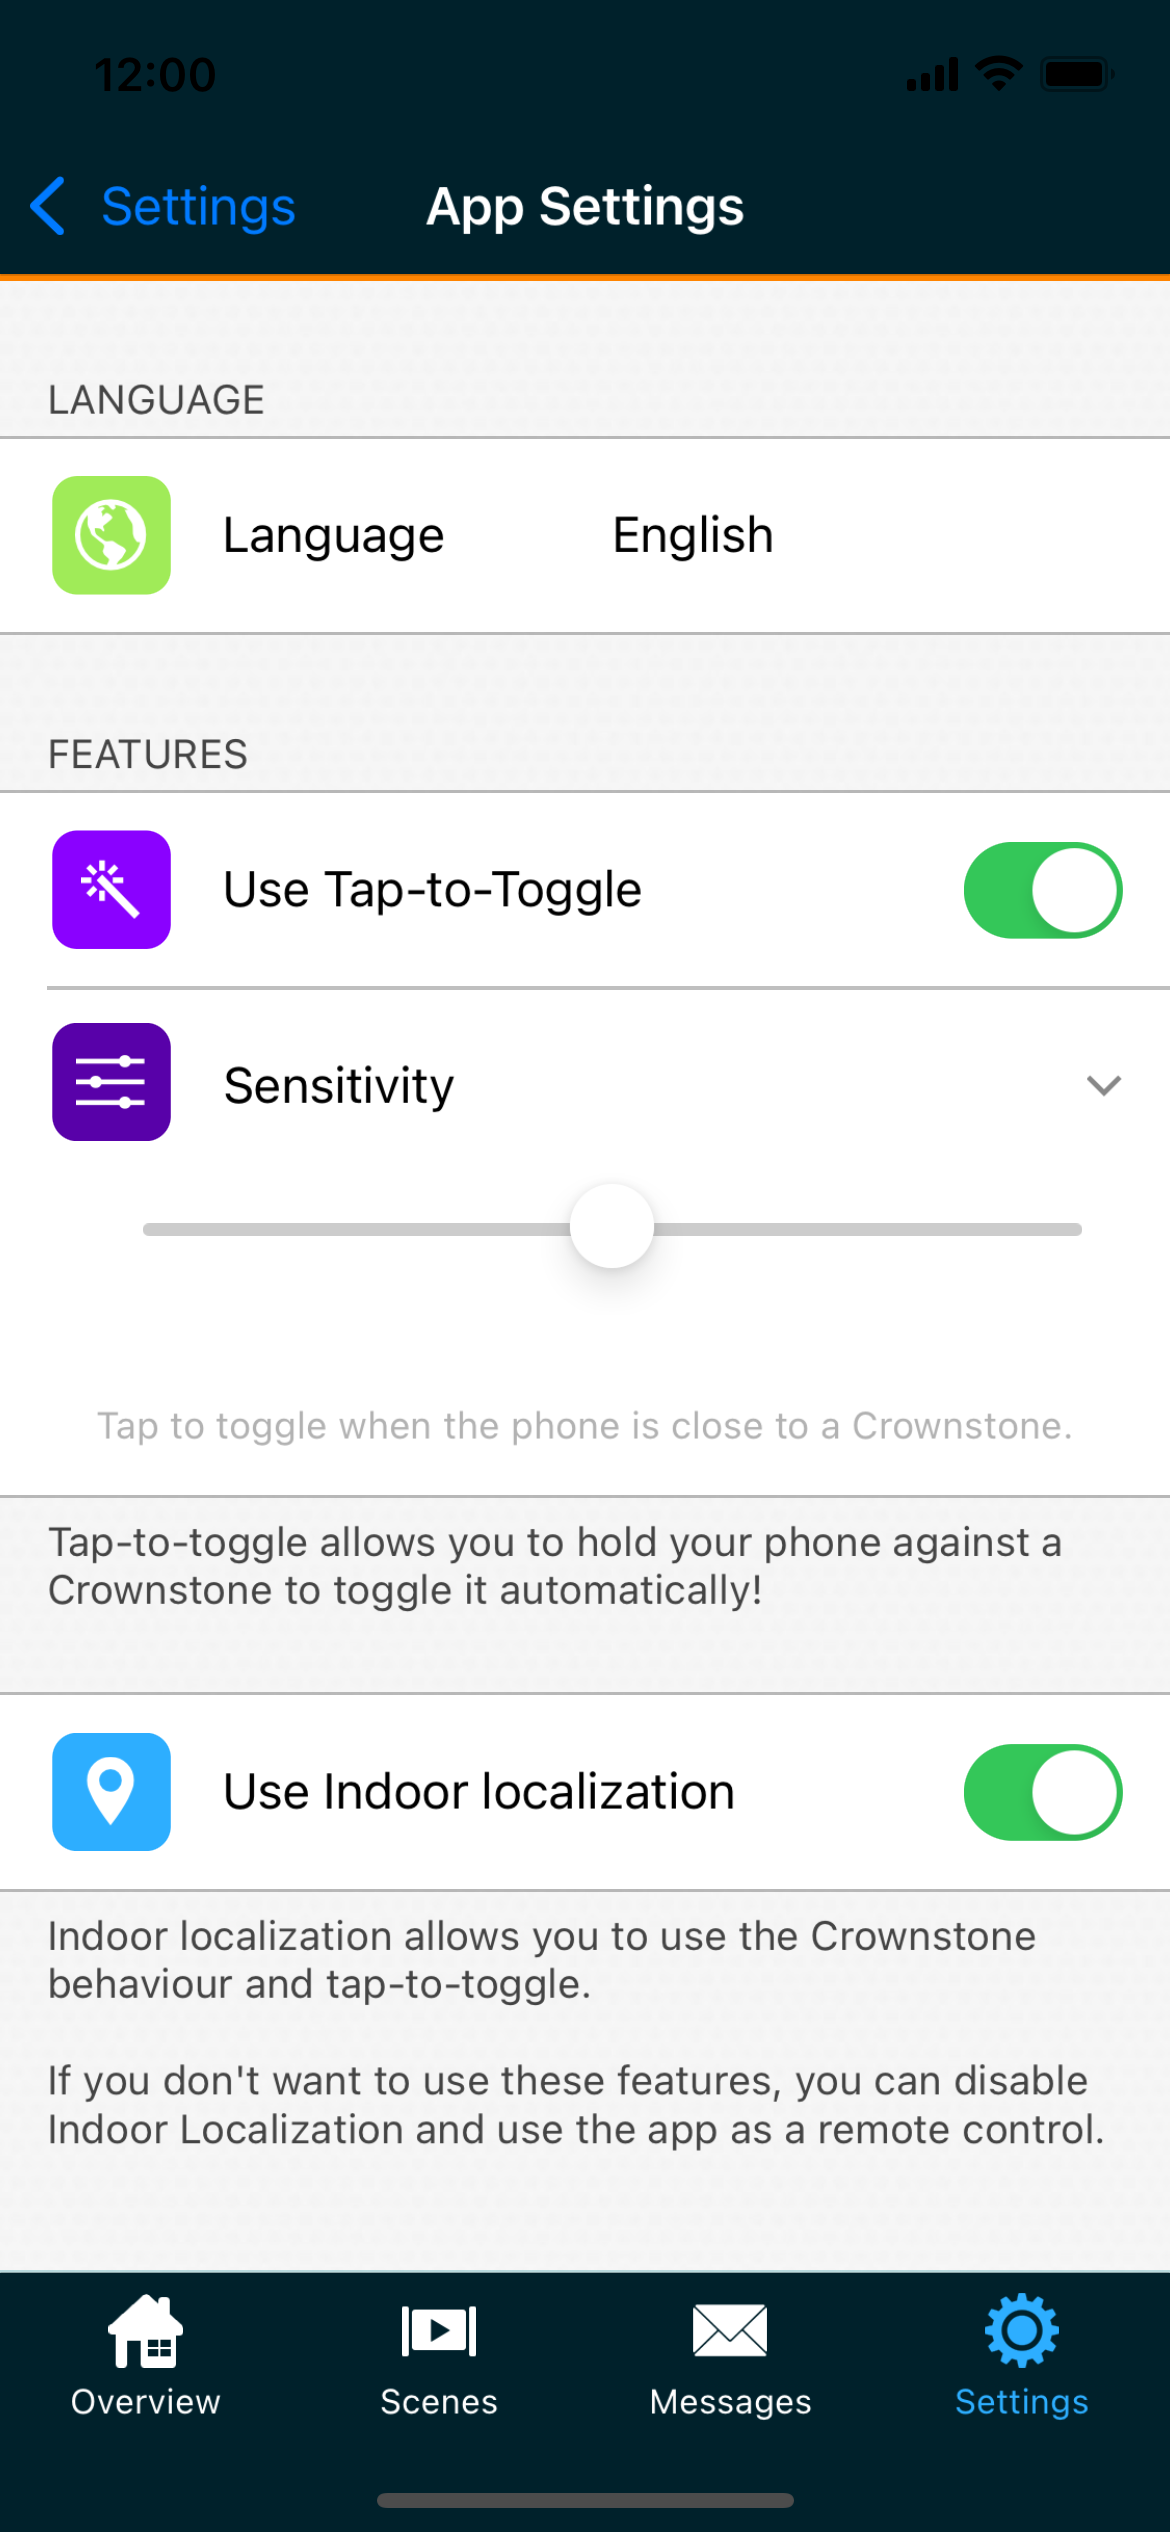 12:00
Settings
App Settings
LANGUAGE
Language
English
FEATURES
Use Tap-to-Toggle
Sensitivity
Tap to toggle when the phone is close to a Crownstone.
Tap-to-toggle allows you to hold your phone against a
Crownstone to toggle it automatically!
Use Indoor localization
Indoor localization allows you to use the Crownstone
behaviour and tap-to-toggle.
If you don't want to use these features, you can disable
Indoor Localization and use the app as a remote control.
Overview
Scenes
Messages
Settings